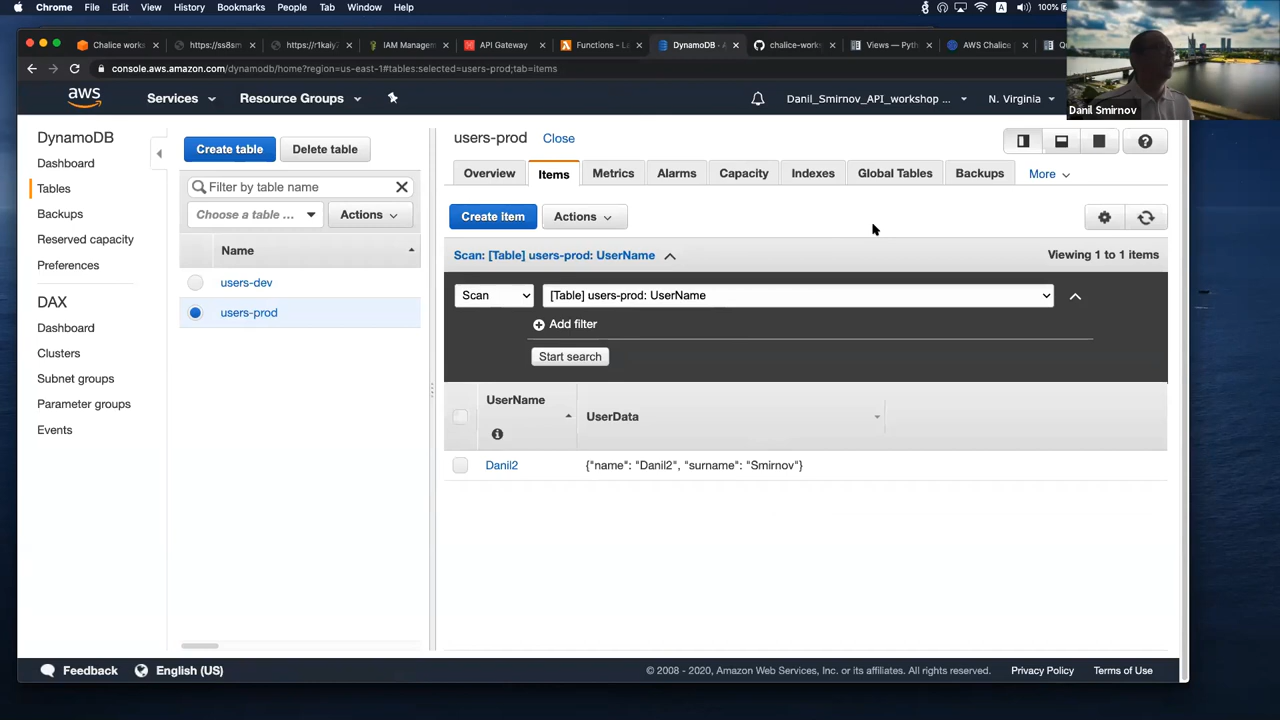 Chrome File Edit View History Bookmarks People Tab Window Help A 100%
Chalice works
https://ss8sm
https://r1kaiy7
IAM Managem
API Gateway
Functions - La
DynamoDB · A
chalice-work
Views — Pyth
AWS Chalice
console.aws.amazon.com/dynamodb/home?region=us-east-1#tables:selected=users-prod;tab=items
Danil Smirnov
aws Services Resource Groups Danil_Smirnov_API_workshop ... N. Virginia
DynamoDB
Dashboard
Tables
Backups
Reserved capacity
Preferences
DAX
Dashboard
Clusters
Subnet groups
Parameter groups
Events
Create table Delete table
Filter by table name
Choose a table ... Actions
Name
users-dev
users-prod
users-prod Close
Overview Items Metrics Alarms Capacity Indexes Global Tables Backups More
Create item Actions
Scan: [Table] users-prod: UserName Viewing 1 to 1 items
Scan [Table] users-prod: UserName
Add filter
Start search
UserName UserData
Danil2 {"name": "Danil2", "surname": "Smirnov"}
Feedback English (US) © 2008 - 2020, Amazon Web Services, Inc. or its affiliates. All rights reserved. Privacy Policy Terms of Use